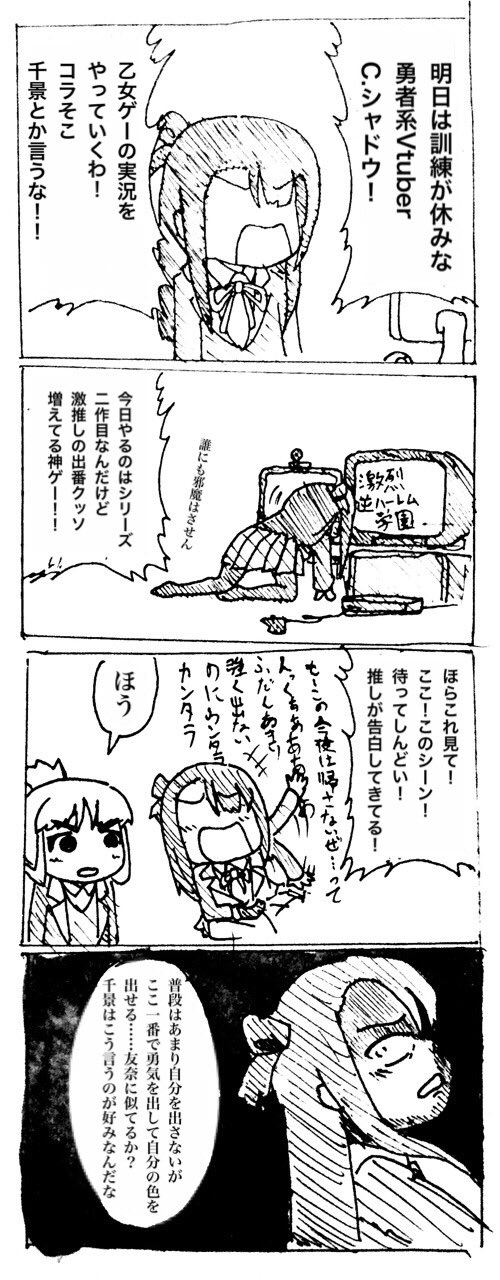 明日は訓練が休みな
勇者系Vtuber
C.シャドウ！
乙女ゲーの実況を
やっていくわ！
コラそこ
千景とか言うな！！
激烈
逆ハーレム
学園
誰にも邪魔はさせん
今日やるのはシリーズ
二作目なんだけど
激推しの出番クッソ
増えてる神ゲー！！
ほらこれ見て！
ここ！このシーン！
待ってしんどい！
推しが告白してきてる！
も〜この今夜は帰さないぜ…って
ふだんあまり
強く出ない
のにウンタラ
カンタラ
ほう
普段はあまり自分を出さないが
ここ一番で勇気を出して自分の色を
出せる……友奈に似てるか？
千景はこう言うのが好みなんだな